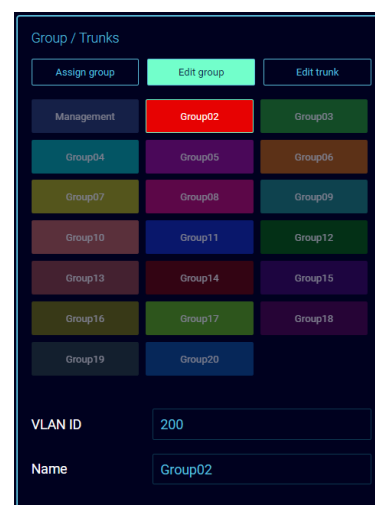 Group / Trunks
Assign group Edit group Edit trunk
Management Group02 Group03
Group04 Group05 Group06
Group07 Group08 Group09
Group10 Group11 Group12
Group13 Group14 Group15
Group16 Group17 Group18
Group19 Group20
VLAN ID 200
Name Group02